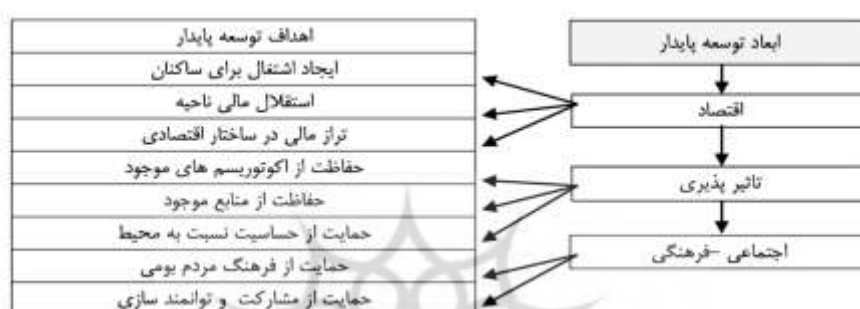 ابعاد توسعه پایدار
اقتصاد
تاثیر پذیری
اجتماعی -فرهنگی
اهداف توسعه پایدار
ایجاد اشتغال برای ساکنان
استقلال مالی ناحیه
تراز مالی در ساختار اقتصادی
حفاظت از اکوتوریسم های موجود
حفاظت از منابع موجود
حمایت از حساسیت نسبت به محیط
حمایت از فرهنگ مردم بومی
حمایت از مشارکت و توانمند سازی